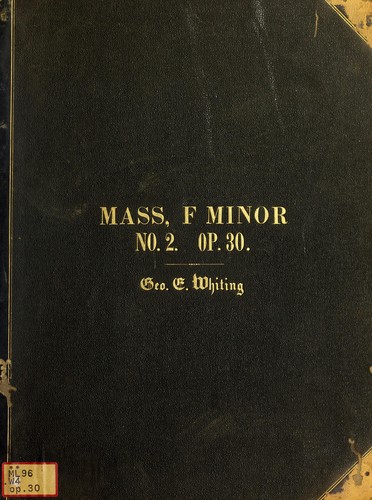 MASS, F MINOR
NO. 2. OP. 30.
Geo. E. Whiting
ML96
.W4
op.30